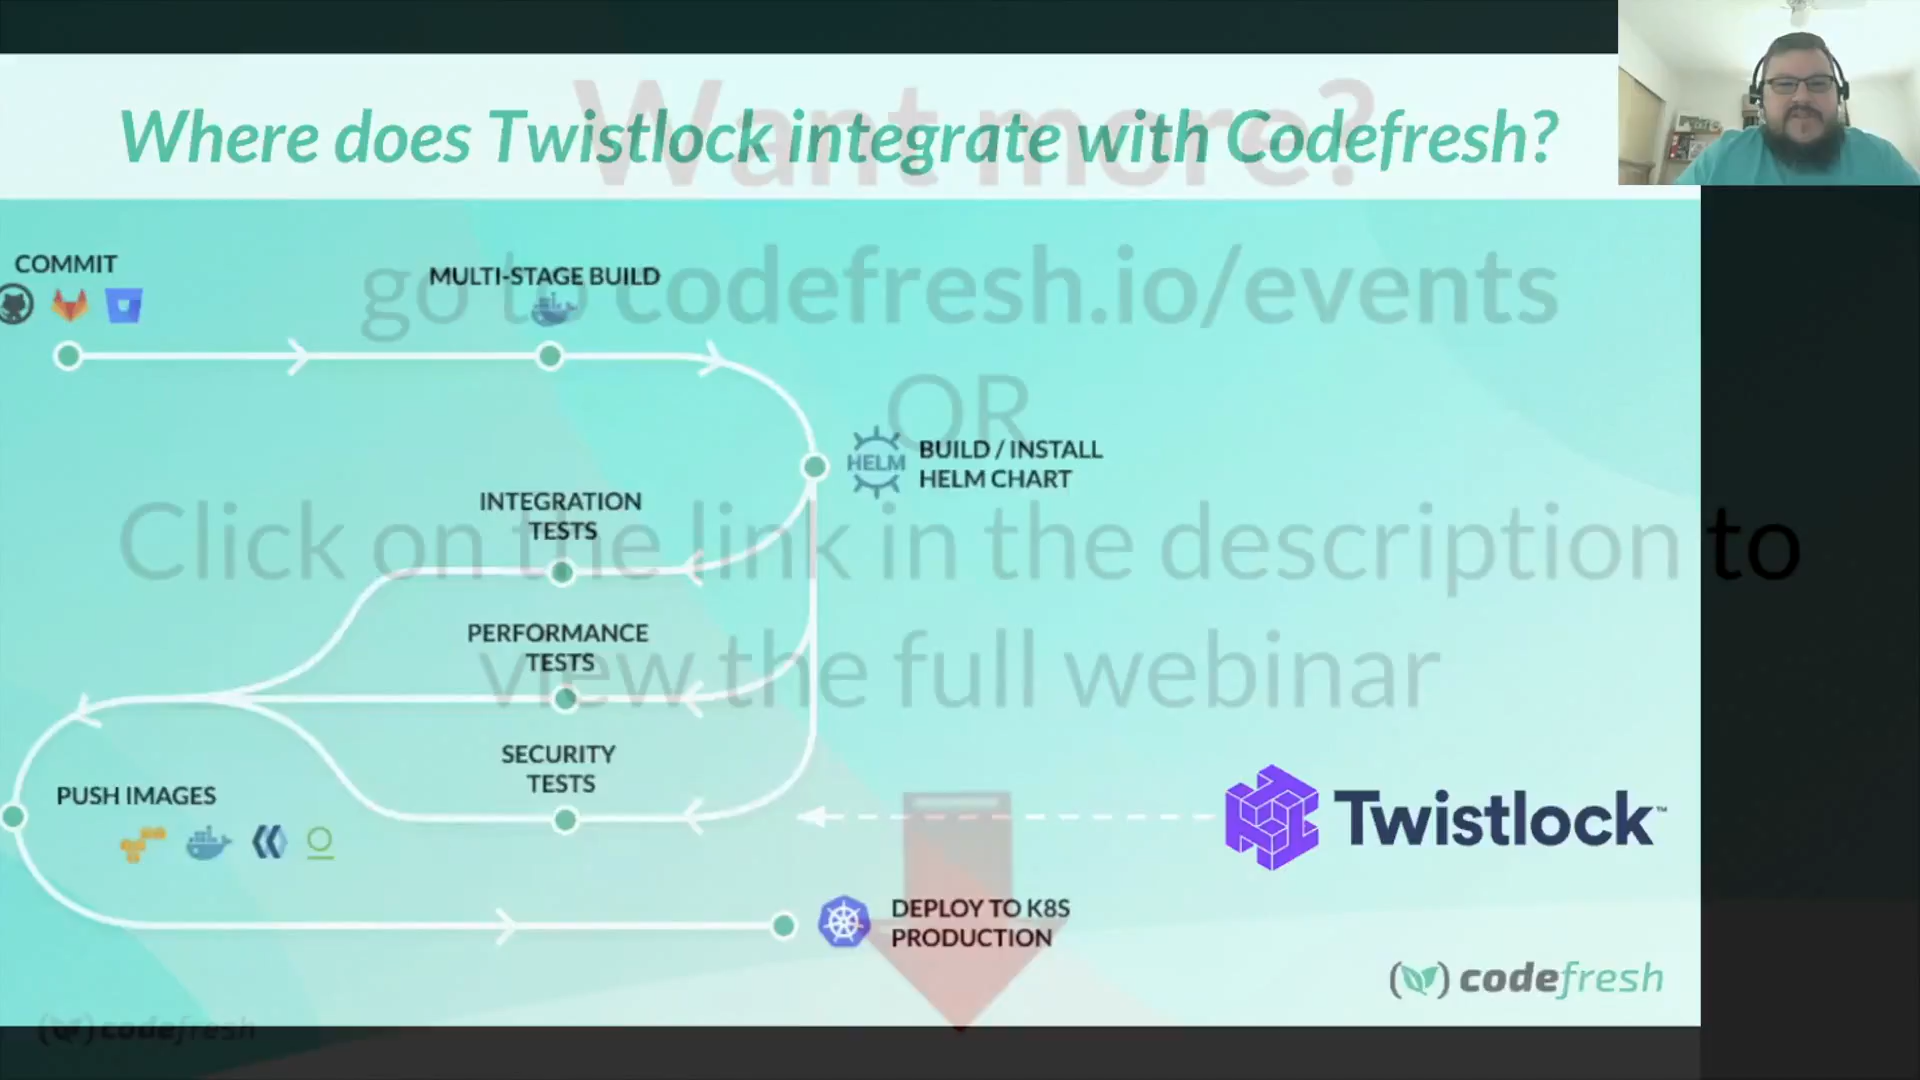 Where does Twistlock integrate with Codefresh?
Want more?
go to codefresh.io/events
OR
Click on the link in the description to
view the full webinar
COMMIT
MULTI-STAGE BUILD
HELM
BUILD / INSTALL
HELM CHART
INTEGRATION
TESTS
PERFORMANCE
TESTS
SECURITY
TESTS
PUSH IMAGES
Twistlock™
DEPLOY TO K8S
PRODUCTION
codefresh
codefresh